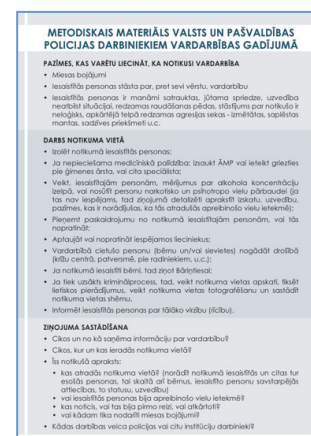 METODISKAIS MATERIĀLS VALSTS UN PAŠVALDĪBAS
POLICIJAS DARBINIEKIEM VARDARBĪBAS GADĪJUMĀ
PAZĪMES, KAS VARĒTU LIECINĀT, KA NOTIKUSI VARDARBĪBA
• Miesas bojājumi
• Iesaistītās personas stāsta par, pret sevi vērstu, vardarbību
• Iesaistītās personas ir manāmi satrauktas, jūtama spriedze, uzvedība
neatbilst situācijai, redzamas raudāšanas pēdas, stāstījums par notikušo ir
neloģisks, apkārtējā telpā redzamas agresijas sekas - izmētātas, saplēstas
mantas, sadzīves priekšmeti u.c.
DARBS NOTIKUMA VIETĀ
• Izolēt notikumā iesaistītās personas;
• Ja nepieciešama medicīniskā palīdzība: izsaukt ĀMP vai ieteikt griezties
pie ģimenes ārsta, vai cita speciālista;
• Veikt, iesaistītajām personām, mērījumus par alkohola koncentrāciju
izelpā, vai nosūtīt personu narkotisko un psihotropo vielu pārbaudei (ja
tas nav iespējams, tad ziņojumā detalizēti aprakstīt izskatu, uzvedību,
pazīmes, kas ir norādījušas, ka tās atradušās apreibinošo vielu ietekmē);
• Pieņemt paskaidrojumu no notikumā iesaistītajām personām, vai tās
nopratināt;
• Aptaujāt vai nopratināt iespējamos lieciniekus;
• Vardarbībā cietušo personu (bērnu un/vai sievietes) nogādāt drošībā
(krīžu centrā, patversmē, pie radiniekiem, u.c.);
• Ja notikumā iesaistīti bērni, tad ziņot Bāriņtiesai;
• Ja tiek uzsākts kriminālprocess, tad, veikt notikuma vietas apskati, fiksēt
lietiskos pierādījumus, veikt notikuma vietas fotografēšanu un sastādīt
notikuma vietas shēmu.
• Informēt iesaistītās personas par tālāko virzību (rīcību).
ZIŅOJUMA SASTĀDĪŠANA
• Cikos un no kā saņēma informāciju par vardarbību?
• Cikos, kur un kas ieradās notikuma vietā?
• Īss notikušā apraksts:
• kas atradās notikuma vietā? (norādīt notikumā iesaistītās un citas tur
esošās personas, tai skaitā arī bērnus, iesaistīto personu savstarpējās
attiecības, to statusu, uzvedību)
• vai iesaistītās personas bija apreibinošo vielu ietekmē?
• kas noticis, vai tas bija pirmo reizi, vai atkārtoti?
• vai kādam tika nodarīti miesas bojājumi?
• Kādas darbības veica policijas vai citu institūciju darbinieki?